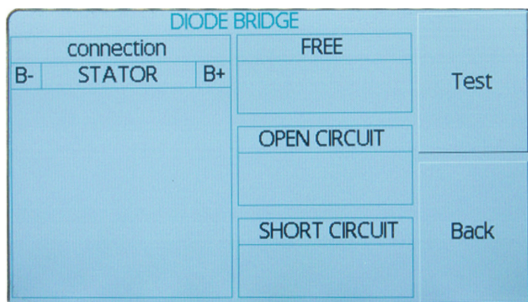 DIODE BRIDGE
connection
B- STATOR B+
FREE
OPEN CIRCUIT
SHORT CIRCUIT
Test
Back